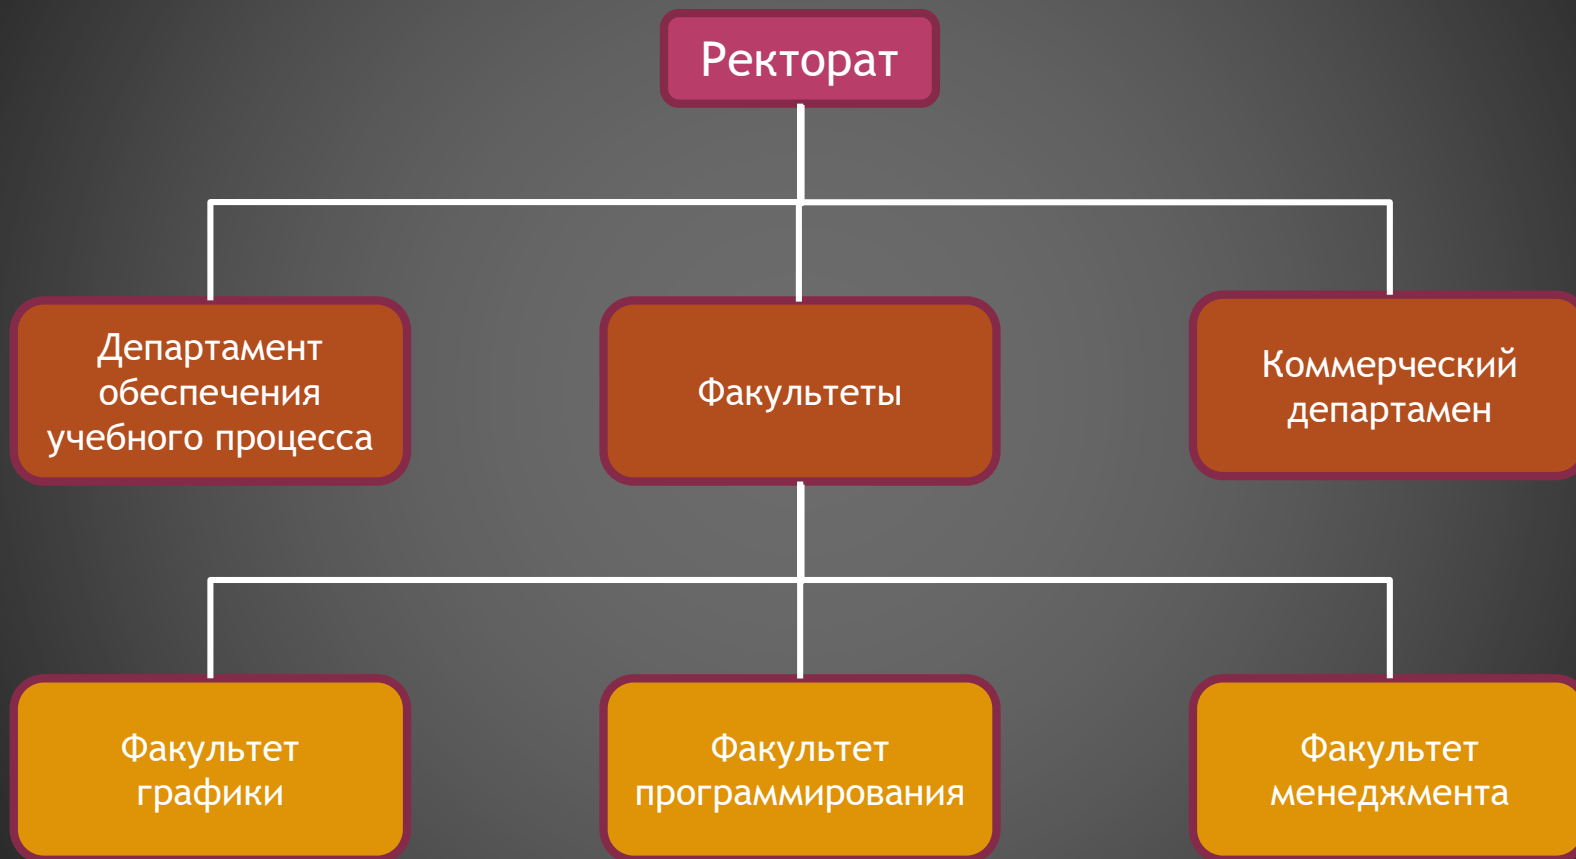 Ректорат
Департамент
обеспечения
учебного процесса
Факультеты
Коммерческий
департамен
Факультет
графики
Факультет
программирования
Факультет
менеджмента